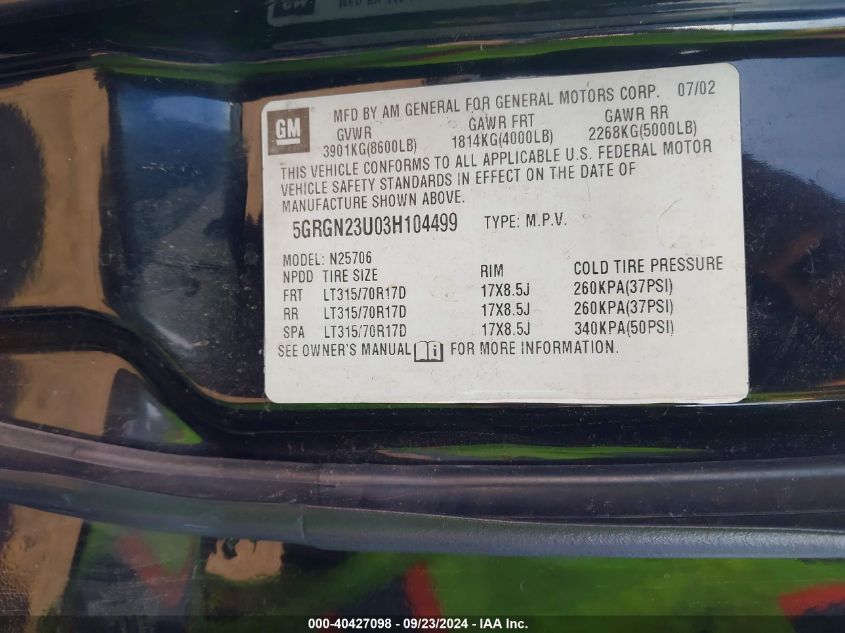 GM
MFD BY AM GENERAL FOR GENERAL MOTORS CORP. 07/02
GVWR GAWR FRT GAWR RR
3901KG(8600LB) 1814KG(4000LB) 2268KG(5000LB)
THIS VEHICLE CONFORMS TO ALL APPLICABLE U.S. FEDERAL MOTOR
VEHICLE SAFETY STANDARDS IN EFFECT ON THE DATE OF
MANUFACTURE SHOWN ABOVE.
5GRGN23U03H104499 TYPE: M.P.V.
MODEL: N25706
NPDD TIRE SIZE RIM COLD TIRE PRESSURE
FRT LT315/70R17D 17X8.5J 260KPA(37PSI)
RR LT315/70R17D 17X8.5J 260KPA(37PSI)
SPA LT315/70R17D 17X8.5J 340KPA(50PSI)
SEE OWNER'S MANUAL i FOR MORE INFORMATION.
000-40427098 - 09/23/2024 - IAA Inc.